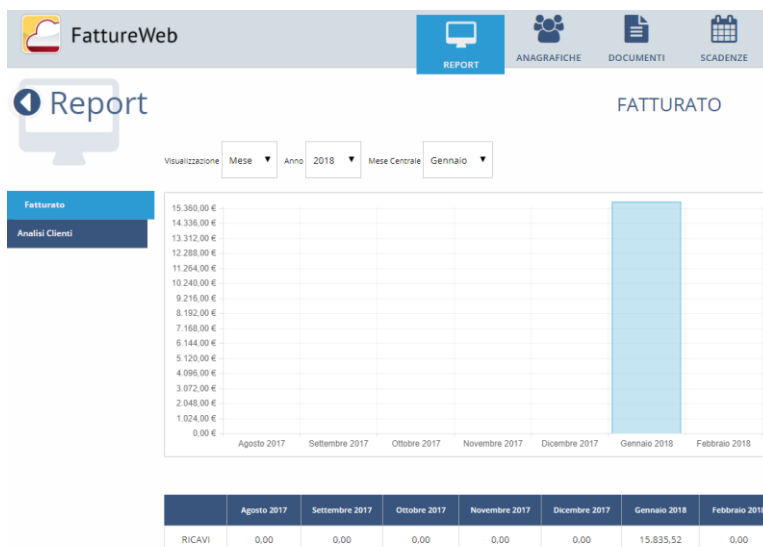 FattureWeb
REPORT
ANAGRAFICHE
DOCUMENTI
SCADENZE
Report
FATTURATO
Visualizzazione Mese Anno 2018 Mese Centrale Gennaio
Fatturato
Analisi Clienti
15.360,00 €
14.336,00 €
13.312,00 €
12.288,00 €
11.264,00 €
10.240,00 €
9.216,00 €
8.192,00 €
7.168,00 €
6.144,00 €
5.120,00 €
4.096,00 €
3.072,00 €
2.048,00 €
1.024,00 €
0,00 €
Agosto 2017 Settembre 2017 Ottobre 2017 Novembre 2017 Dicembre 2017 Gennaio 2018 Febbraio 2018
Agosto 2017 Settembre 2017 Ottobre 2017 Novembre 2017 Dicembre 2017 Gennaio 2018 Febbraio 2018
RICAVI 0,00 0,00 0,00 0,00 0,00 15.835,52 0,00